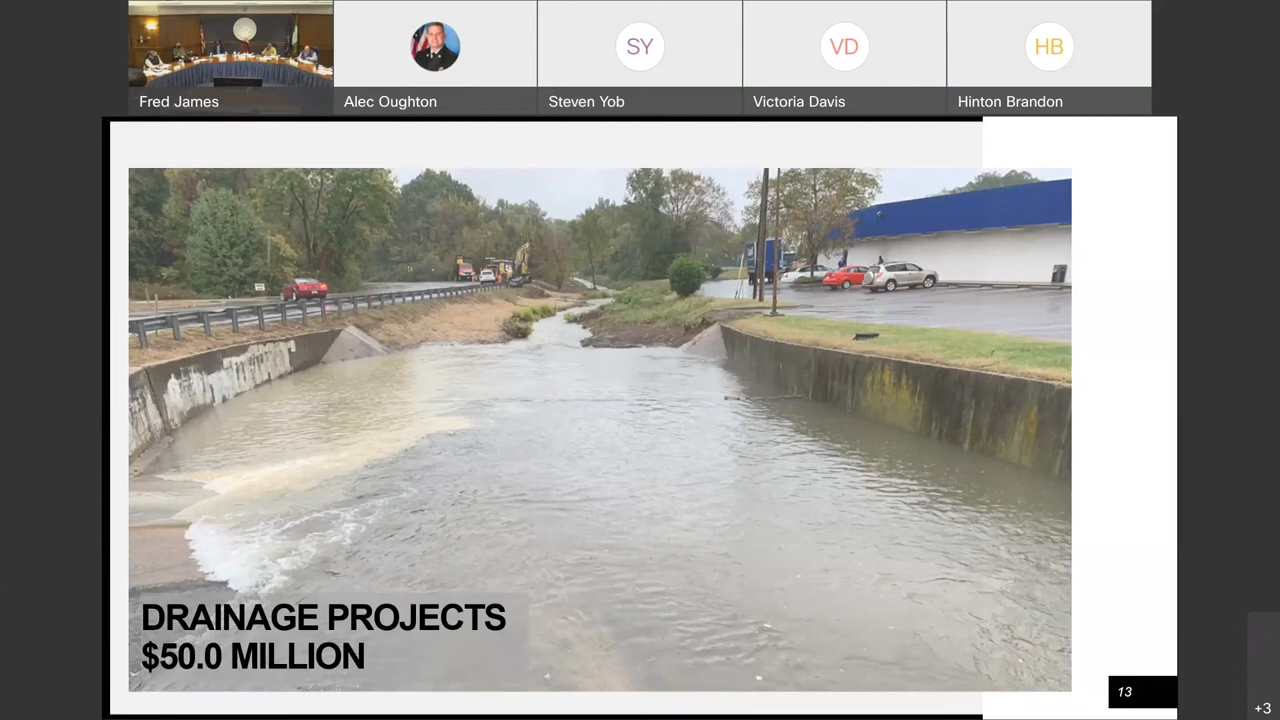 SY
VD
HB
Fred James
Alec Oughton
Steven Yob
Victoria Davis
Hinton Brandon
DRAINAGE PROJECTS
$50.0 MILLION
13
+3